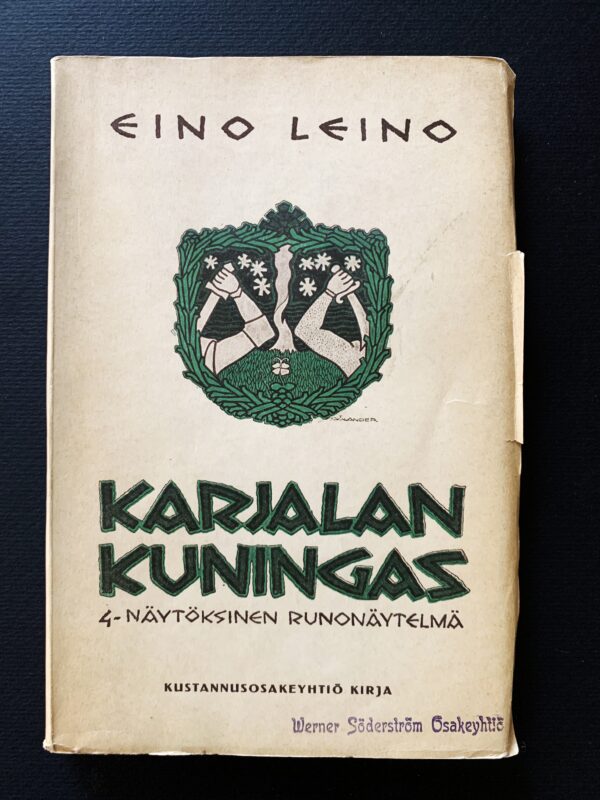 EINO LEINO
KARJALAN
KUNINGAS
4-NÄYTÖKSINEN RUNONÄYTELMÄ
KUSTANNUSOSAKEYHTIÖ KIRJA
Werner Söderström Osakeyhtiö